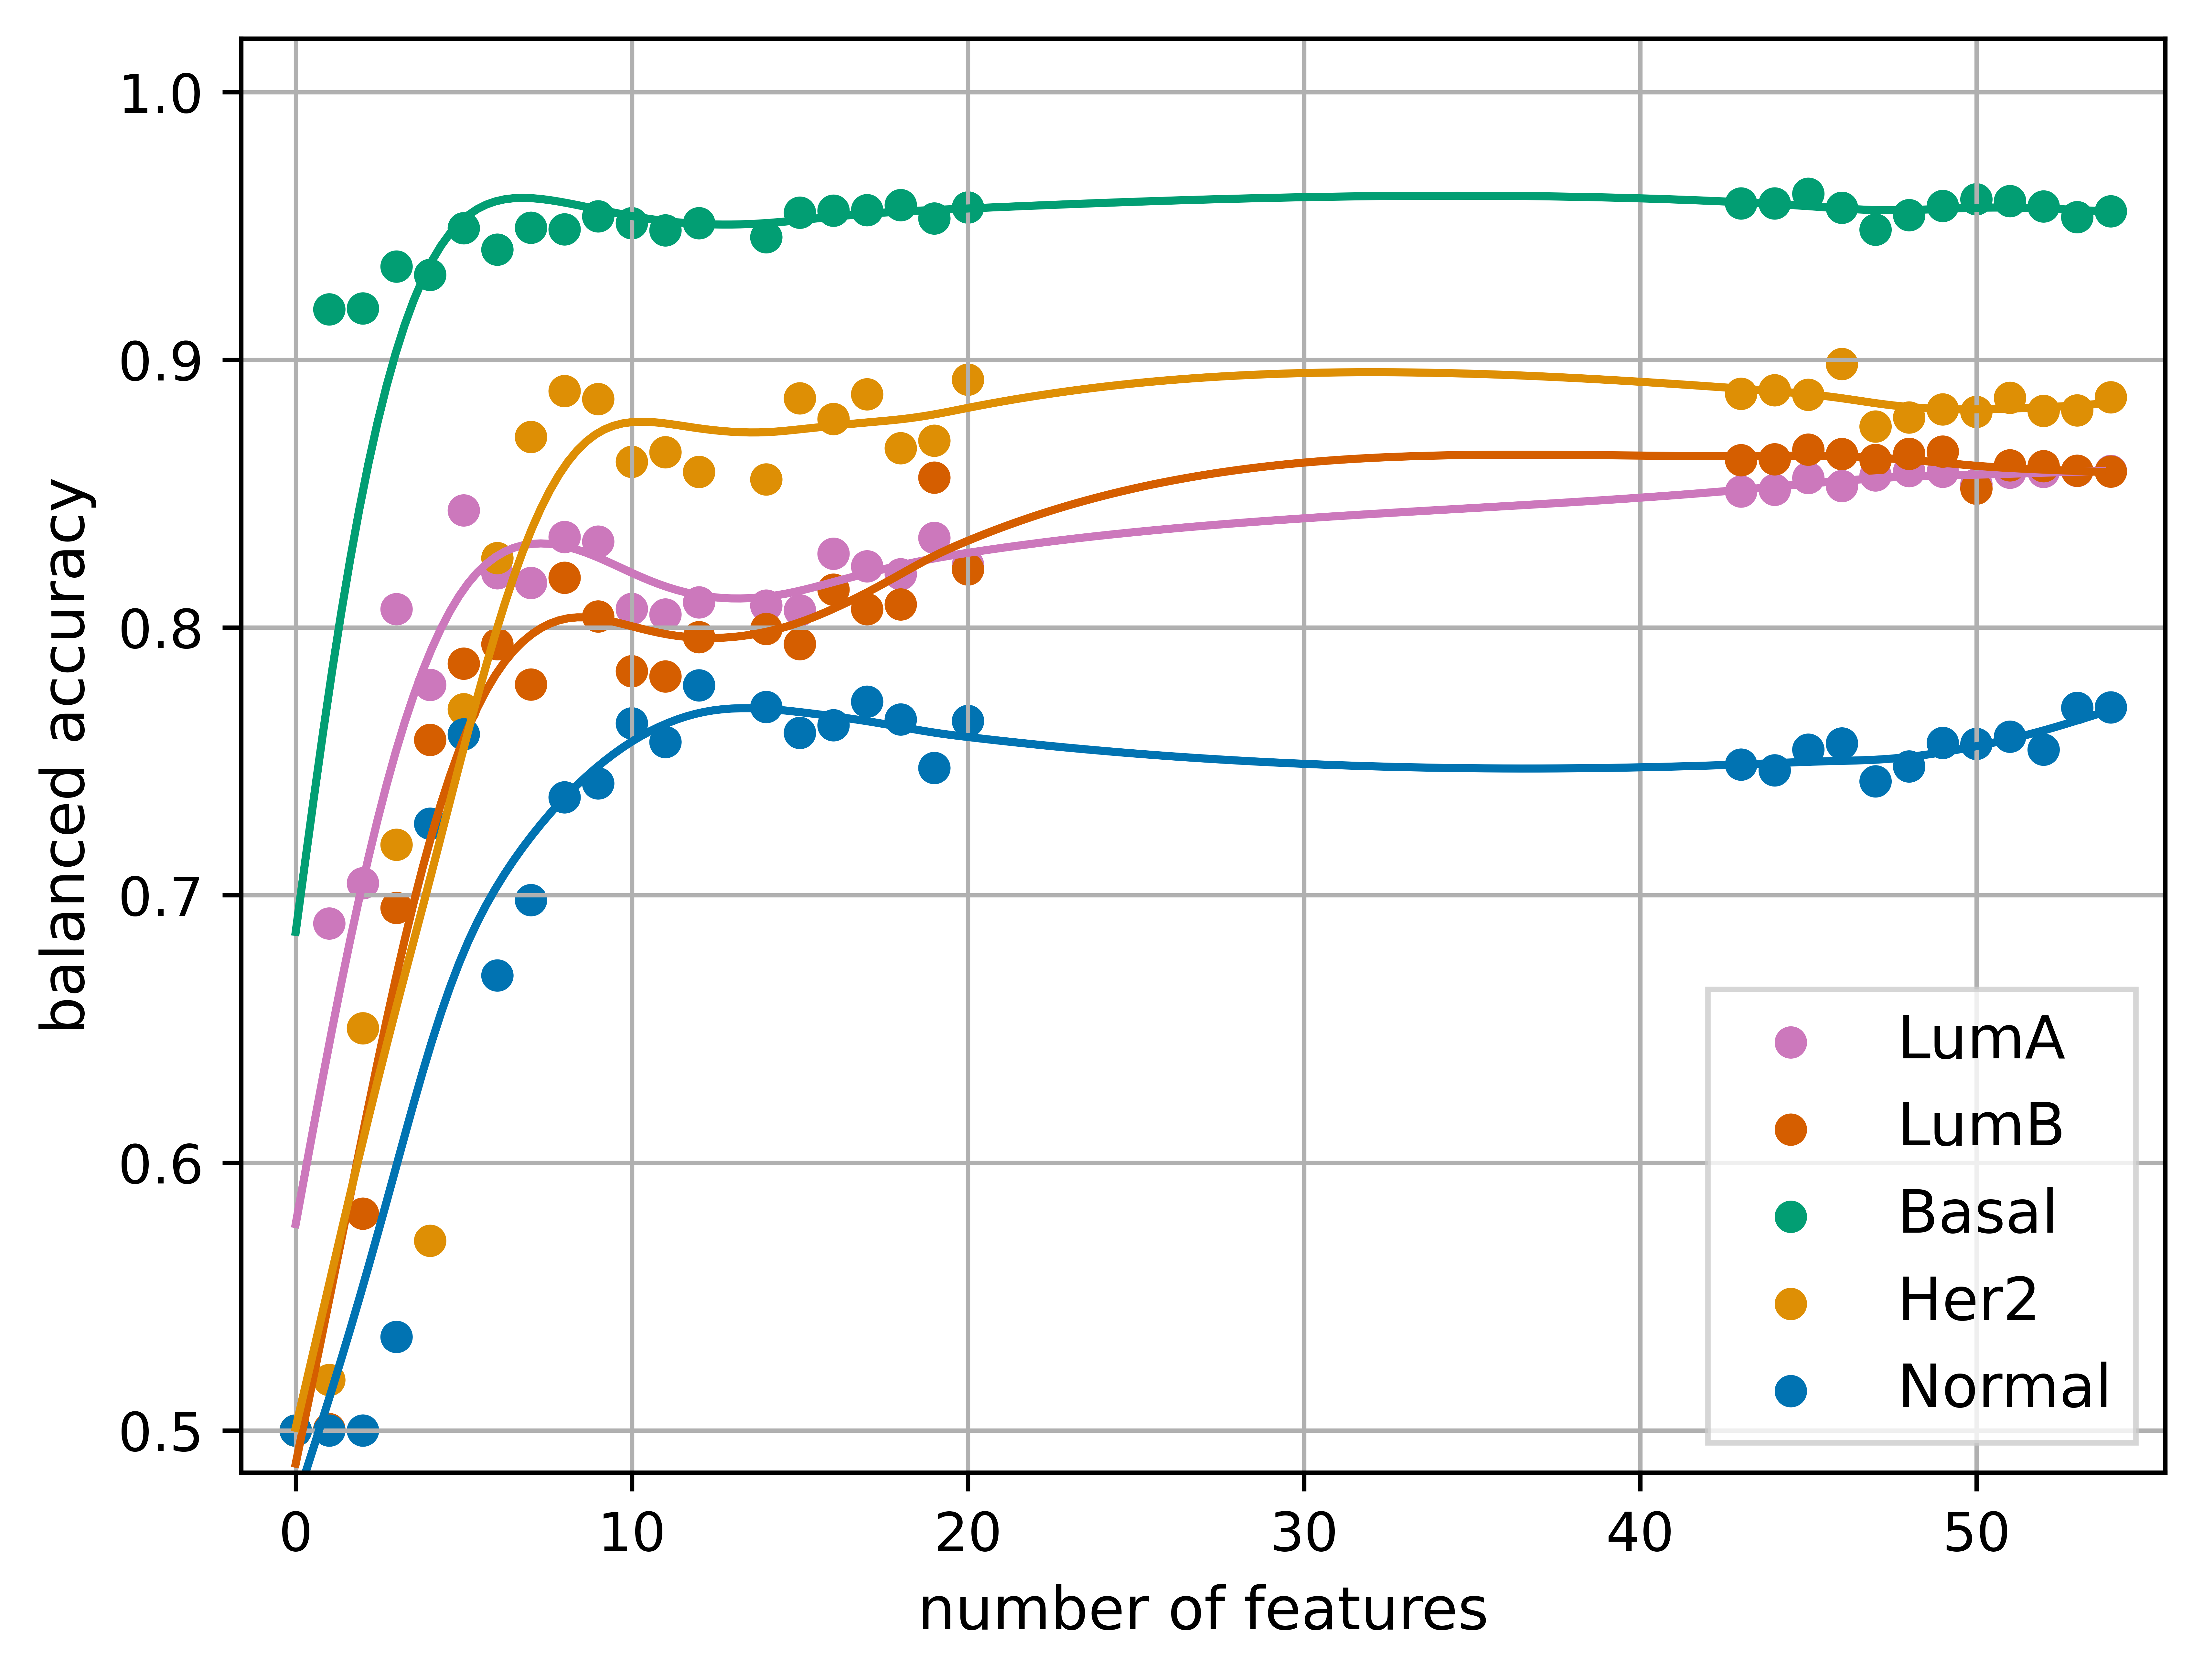 1.0
0.9
0.8
0.7
0.6
0.5
balanced accuracy
0 10 20 30 40 50
number of features
LumA
LumB
Basal
Her2
Normal